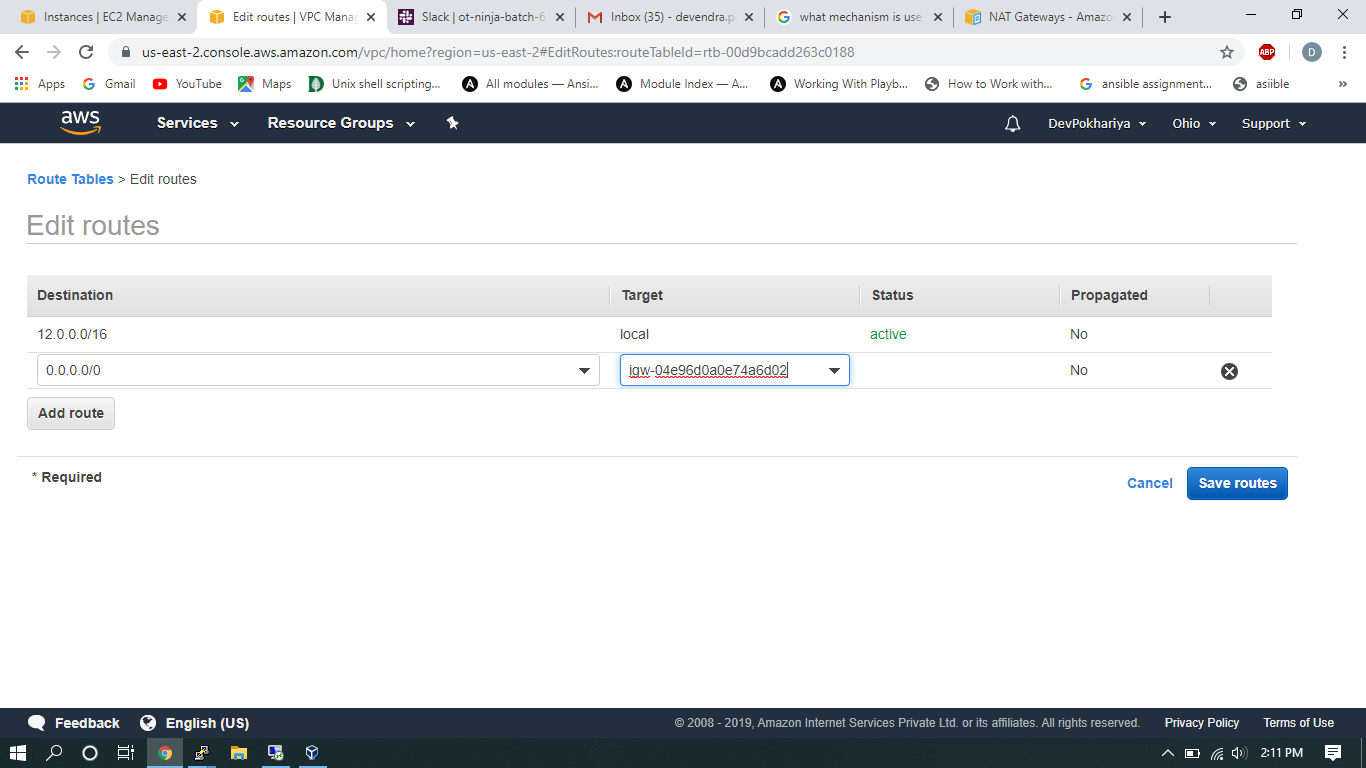 Instances | EC2 Manage
Edit routes | VPC Manag
Slack | ot-ninja-batch-6
Inbox (35) - devendra.p
what mechanism is use
NAT Gateways - Amazo
us-east-2.console.aws.amazon.com/vpc/home?region=us-east-2#EditRoutes:routeTableId=rtb-00d9bcadd263c0188
ABP
D
Apps
Gmail
YouTube
Maps
Unix shell scripting...
All modules — Ansi...
Module Index — A...
Working With Playb...
How to Work with...
ansible assignment...
asiible
»
aws
Services
Resource Groups
DevPokhariya
Ohio
Support
Route Tables > Edit routes
Edit routes
Destination Target Status Propagated
12.0.0.0/16 local active No
0.0.0.0/0 igw-04e96d0a0e74a6d02 No
Add route
* Required
Cancel
Save routes
Feedback
English (US)
© 2008 - 2019, Amazon Internet Services Private Ltd. or its affiliates. All rights reserved.
Privacy Policy
Terms of Use
2:11 PM